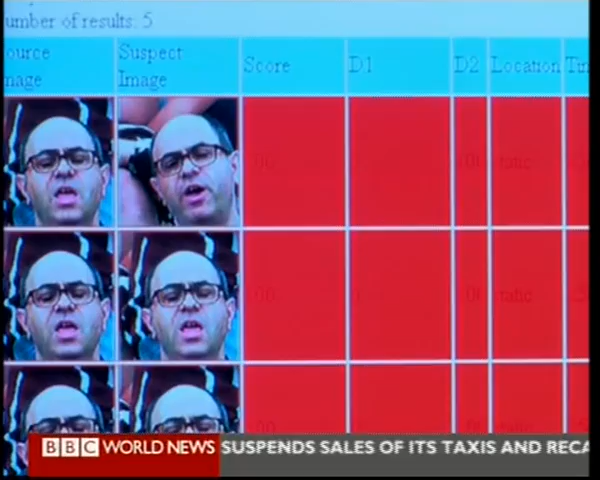 umber of results: 5
ource
mage
Suspect
Image
Score
D1
D2
Location
Tim
BBC WORLD NEWS
SUSPENDS SALES OF ITS TAXIS AND RECA